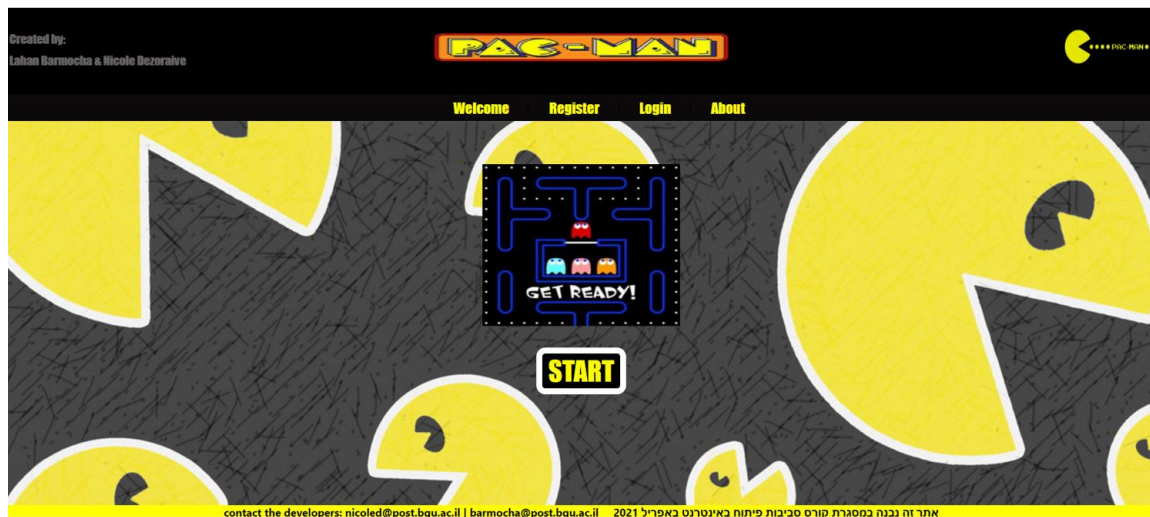 Created by:
Lahan Barmocha & Nicole Dezoraive
PAC-MAN
PAC-MAN
Welcome
Register
Login
About
GET READY!
START
contact the developers: nicoled@post.bgu.ac.il | barmocha@post.bgu.ac.il אתר זה נבנה במסגרת קורס סביבות פיתוח באינטרנט באפריל 2021